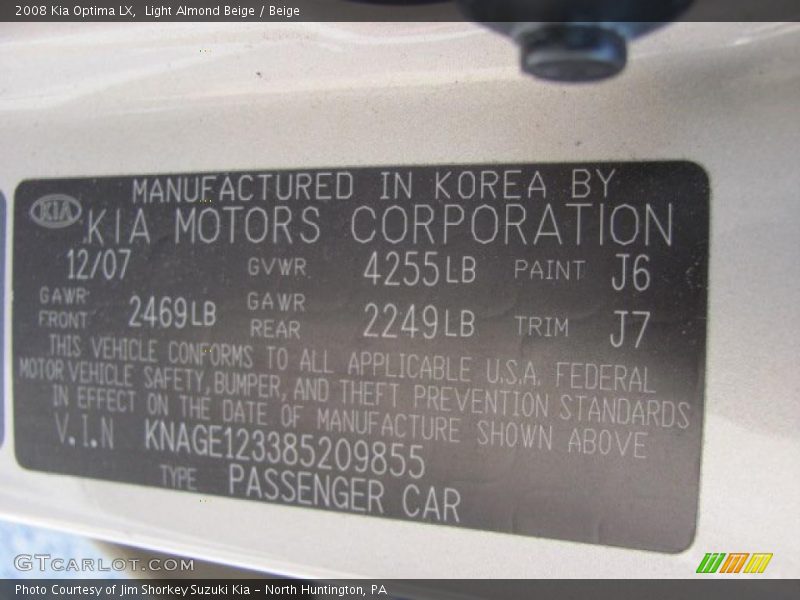 2008 Kia Optima LX,  Light Almond Beige / Beige
MANUFACTURED IN KOREA BY
KIA KIA MOTORS CORPORATION
12/07 GVWR 4255LB PAINT J6
GAWR FRONT 2469LB GAWR REAR 2249LB TRIM J7
THIS VEHICLE CONFORMS TO ALL APPLICABLE U.S.A. FEDERAL
MOTOR VEHICLE SAFETY, BUMPER, AND THEFT PREVENTION STANDARDS
IN EFFECT ON THE DATE OF MANUFACTURE SHOWN ABOVE
V.I.N KNAGE123385209855
TYPE PASSENGER CAR
GTCARLOT.COM
Photo Courtesy of Jim Shorkey Suzuki Kia - North Huntington, PA